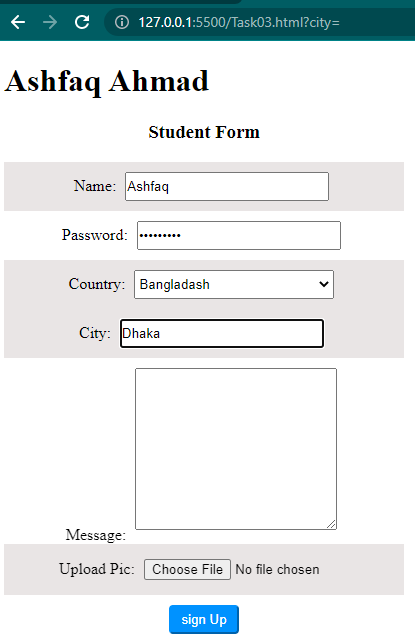 127.0.0.1:5500/Task03.html?city=
Ashfaq Ahmad
Student Form
Name: Ashfaq
Password: •••••••••
Country: Bangladash
City: Dhaka
Message:
Upload Pic: Choose File No file chosen
sign Up